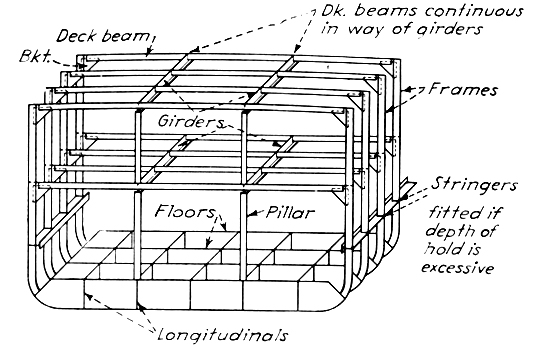 Dk. beams continuous
in way of girders
Deck beam
Bkt.
Frames
Girders
Stringers
fitted if
depth of
hold is
excessive
Floors
Pillar
Longitudinals